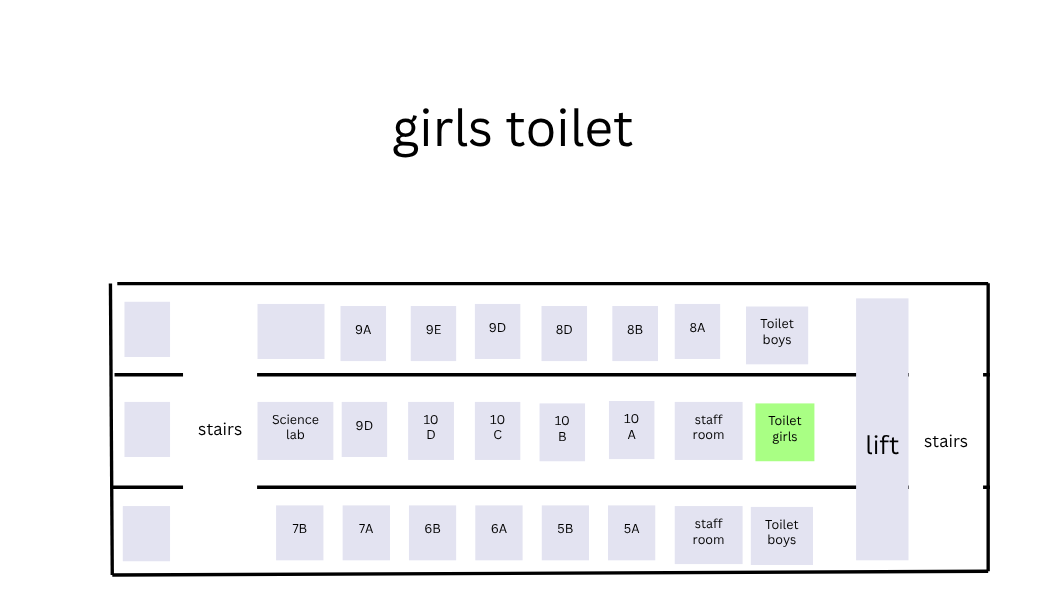 girls toilet
9A
9E
9D
8D
8B
8A
Toilet
boys
Science
lab
9D
10
D
10
C
10
B
10
A
staff
room
Toilet
girls
stairs
lift
stairs
7B
7A
6B
6A
5B
5A
staff
room
Toilet
boys